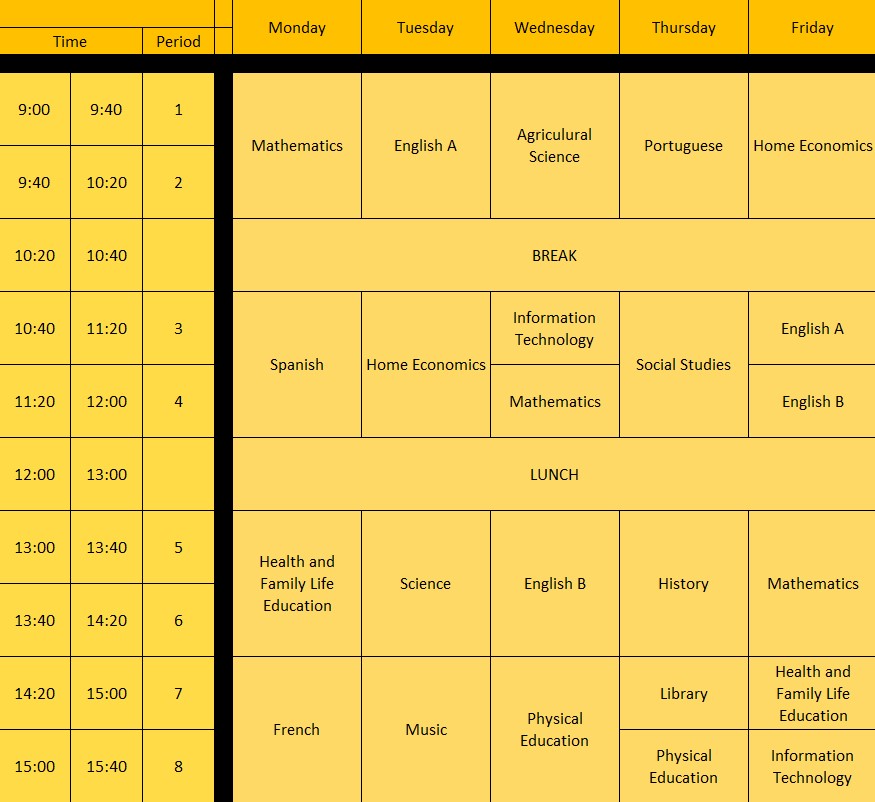 Monday Tuesday Wednesday Thursday Friday
Time Period
9:00 9:40 1
Mathematics English A Agriculural Science Portuguese Home Economics
9:40 10:20 2
10:20 10:40 BREAK
10:40 11:20 3 Information Technology English A
Spanish Home Economics Social Studies
11:20 12:00 4 Mathematics English B
12:00 13:00 LUNCH
13:00 13:40 5
Health and Family Life Education Science English B History Mathematics
13:40 14:20 6
14:20 15:00 7 Library Health and Family Life Education
French Music Physical Education
15:00 15:40 8 Physical Education Information Technology